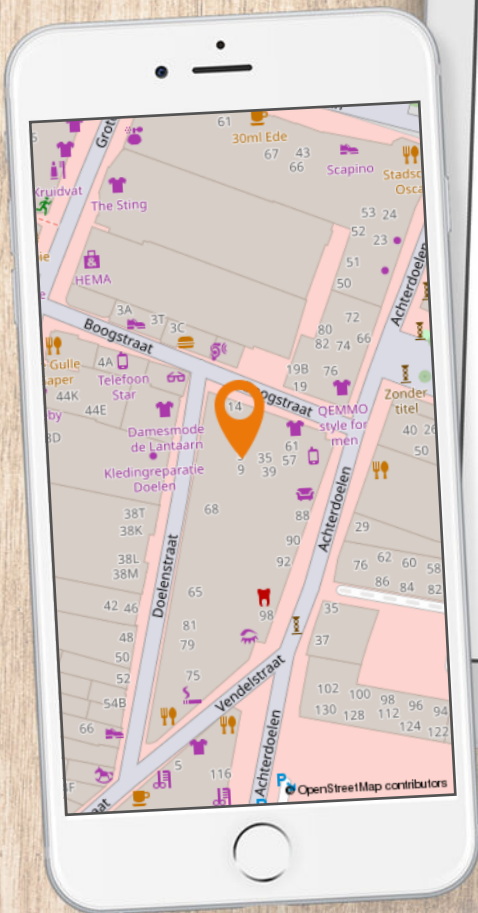 61
30ml Ede
67 43
66
Scapino
Kruidvat
The Sting
53 24
52
23
51
50
HEMA
Achterdoelen
3A
3T
3C
Boogstraat
72
80
82 74 66
4A
Telefoon
Star
19B
19
76
44K
44E
14
QEMMO
style for
men
Zonder
titel
40
50
Damesmode
de Lantaarn
Kledingreparatie
Doelen
61
35
57
9
39
38T
38K
68
88
90
92
Achterdoelen
29
38L
38M
Doelenstraat
76 62 60 58
86 84 82
42 46
65
98
35
48
81
79
37
50
52
75
Vendelstraat
54B
102 100 98 96 94
130 128 112 124 122
66
5
116
Achterdoelen
P
© OpenStreetMap contributors